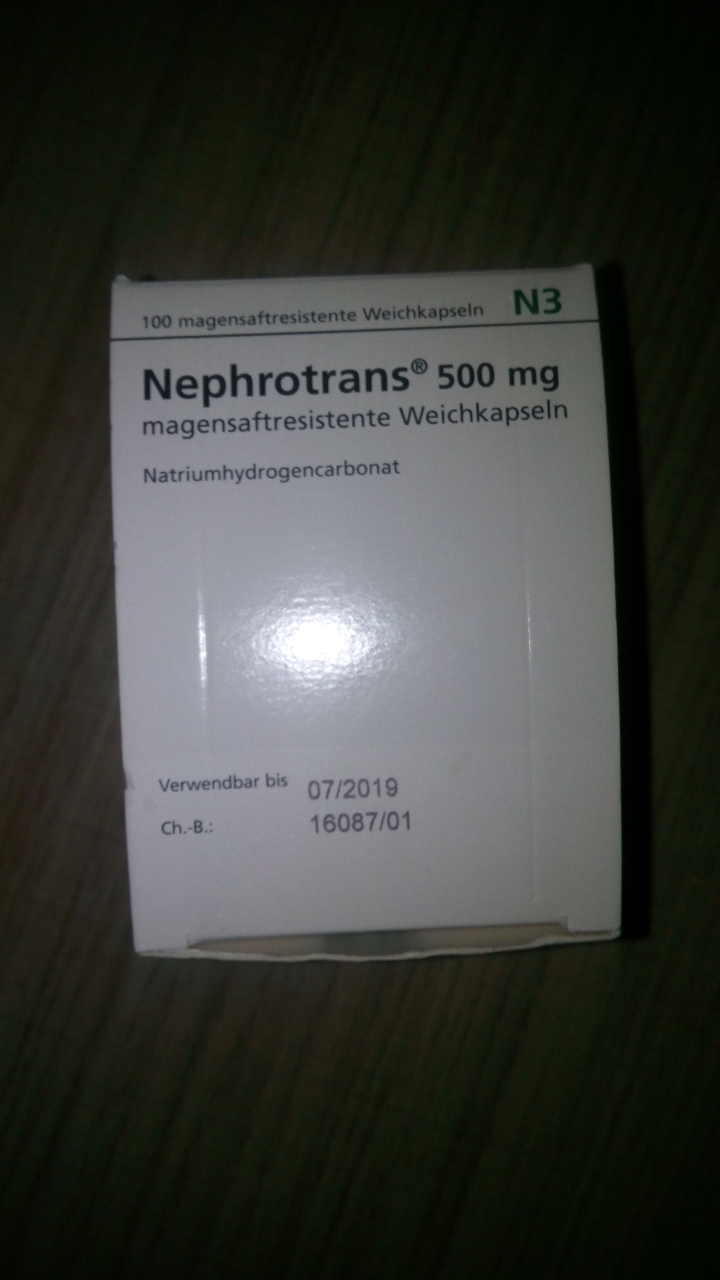 100 magensaftresistente Weichkapseln N3
Nephrotrans® 500 mg
magensaftresistente Weichkapseln
Natriumhydrogencarbonat
Verwendbar bis 07/2019
Ch.-B.: 16087/01